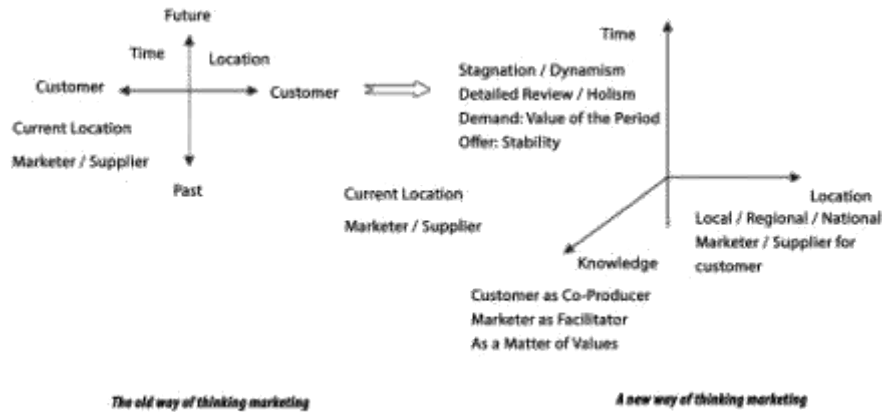 Future
Time
Location
Customer
Customer
Current Location
Marketer / Supplier
Past
The old way of thinking marketing
Time
Stagnation / Dynamism
Detailed Review / Holism
Demand: Value of the Period
Offer: Stability
Current Location
Marketer / Supplier
Location
Local / Regional / National
Marketer / Supplier for
customer
Knowledge
Customer as Co-Producer
Marketer as Facilitator
As a Matter of Values
A new way of thinking marketing